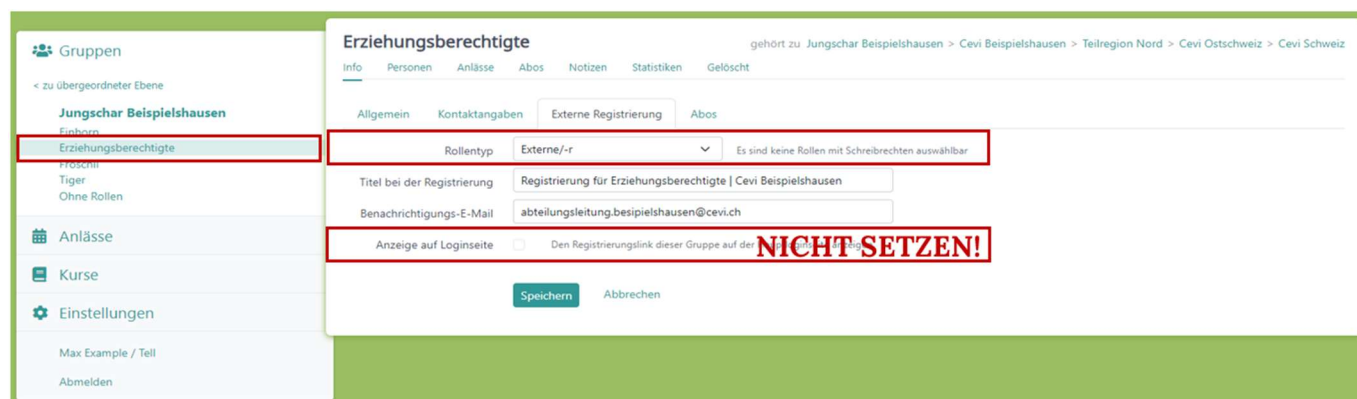 Gruppen
< zu übergeordneter Ebene
Jungschar Beispielshausen
Einhorn
Erziehungsberechtigte
Fröschli
Tiger
Ohne Rollen
Anlässe
Kurse
Einstellungen
Max Example / Tell
Abmelden
Erziehungsberechtigte
gehört zu Jungschar Beispielshausen > Cevi Beispielshausen > Teilregion Nord > Cevi Ostschweiz > Cevi Schweiz
Info Personen Anlässe Abos Notizen Statistiken Gelöscht
Allgemein Kontaktangaben Externe Registrierung Abos
Rollentyp Externe/-r Es sind keine Rollen mit Schreibrechten auswählbar
Titel bei der Registrierung Registrierung für Erziehungsberechtigte | Cevi Beispielshausen
Benachrichtigungs-E-Mail abteilungsleitung.besipielshausen@cevi.ch
Anzeige auf Loginseite Den Registrierungslink dieser Gruppe auf der
NICHT SETZEN!
Speichern Abbrechen